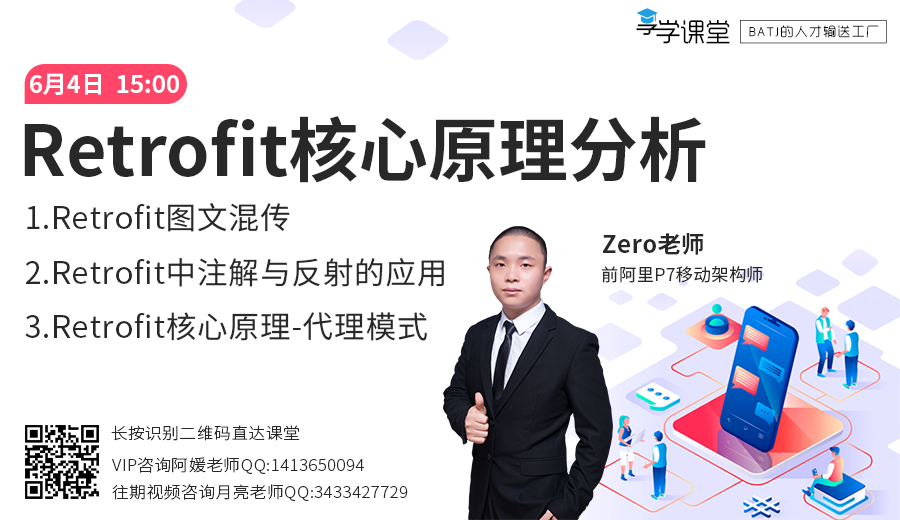 享学课堂
BATJ的人才输送工厂
6月4日 15:00
Retrofit核心原理分析
1.Retrofit图文混传
2.Retrofit中注解与反射的应用
3.Retrofit核心原理-代理模式
Zero老师
前阿里P7移动架构师
长按识别二维码直达课堂
VIP咨询阿媛老师QQ:1413650094
往期视频咨询月亮老师QQ:3433427729